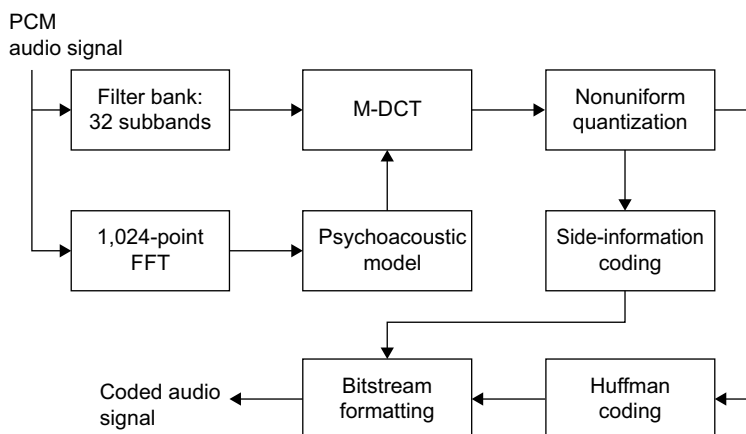 PCM
audio signal
Filter bank:
32 subbands
M-DCT
Nonuniform
quantization
1,024-point
FFT
Psychoacoustic
model
Side-information
coding
Coded audio
signal
Bitstream
formatting
Huffman
coding